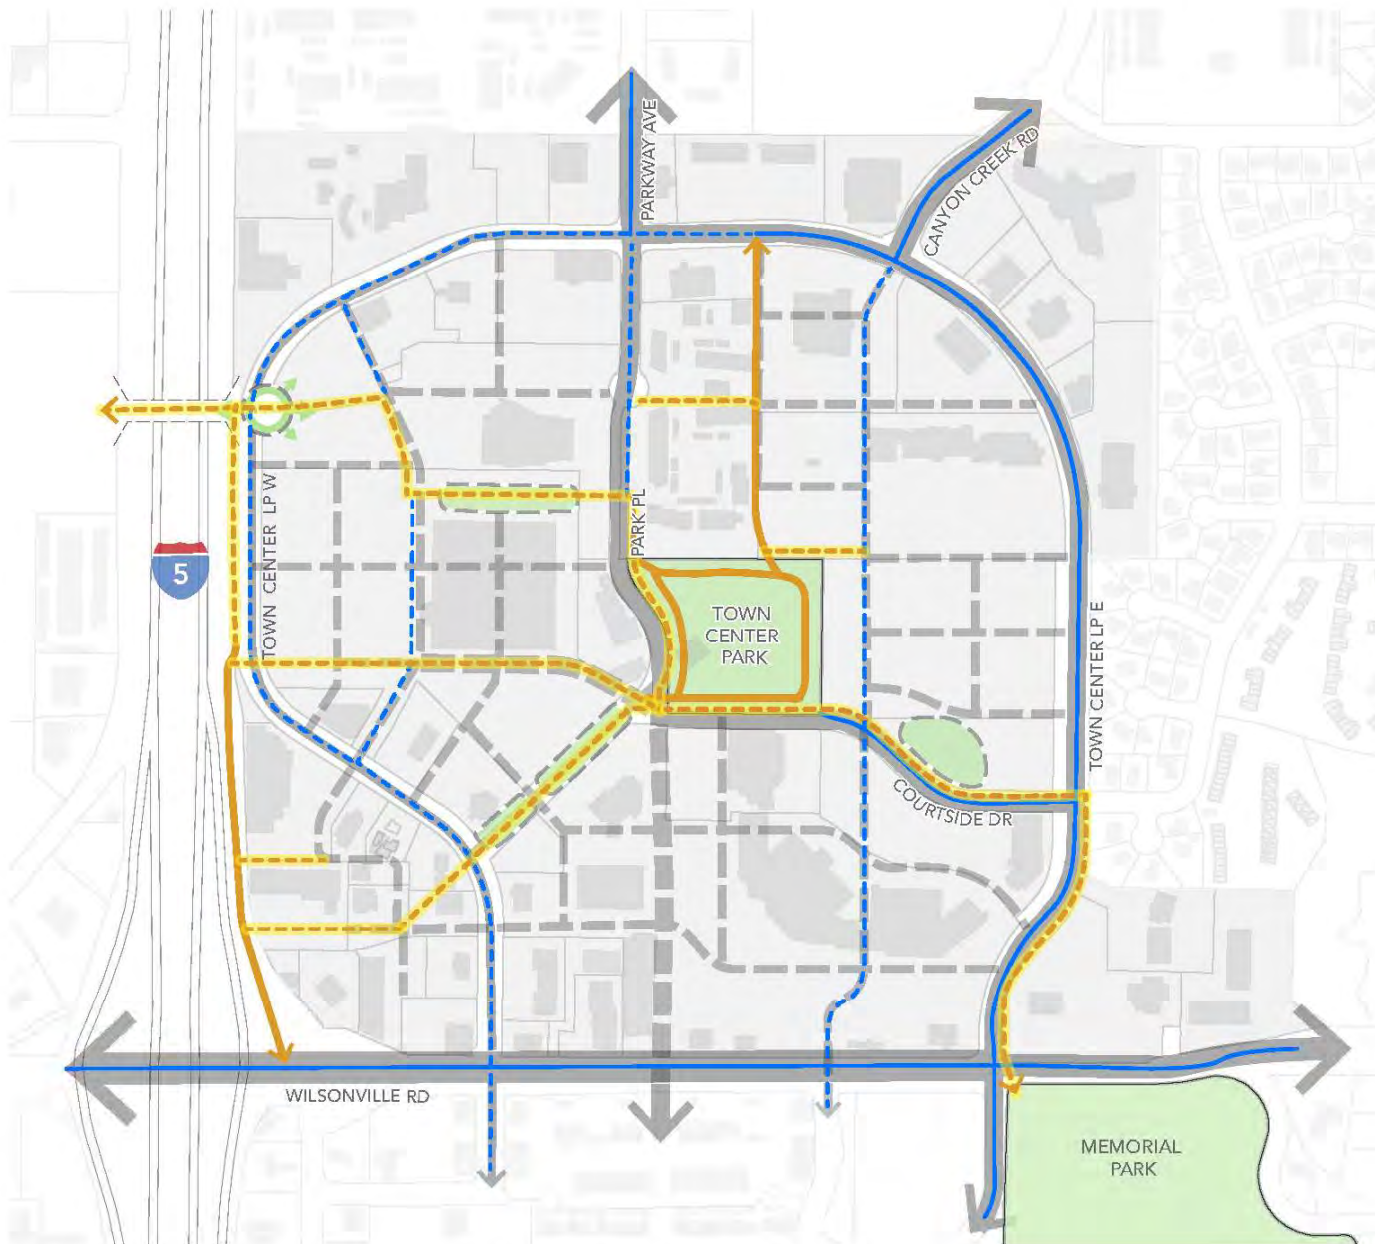 PARKWAY AVE
CANYON CREEK RD
TOWN CENTER LP W
PARK PL
5
TOWN
CENTER
PARK
TOWN CENTER LP E
COURTSIDE DR
WILSONVILLE RD
MEMORIAL
PARK